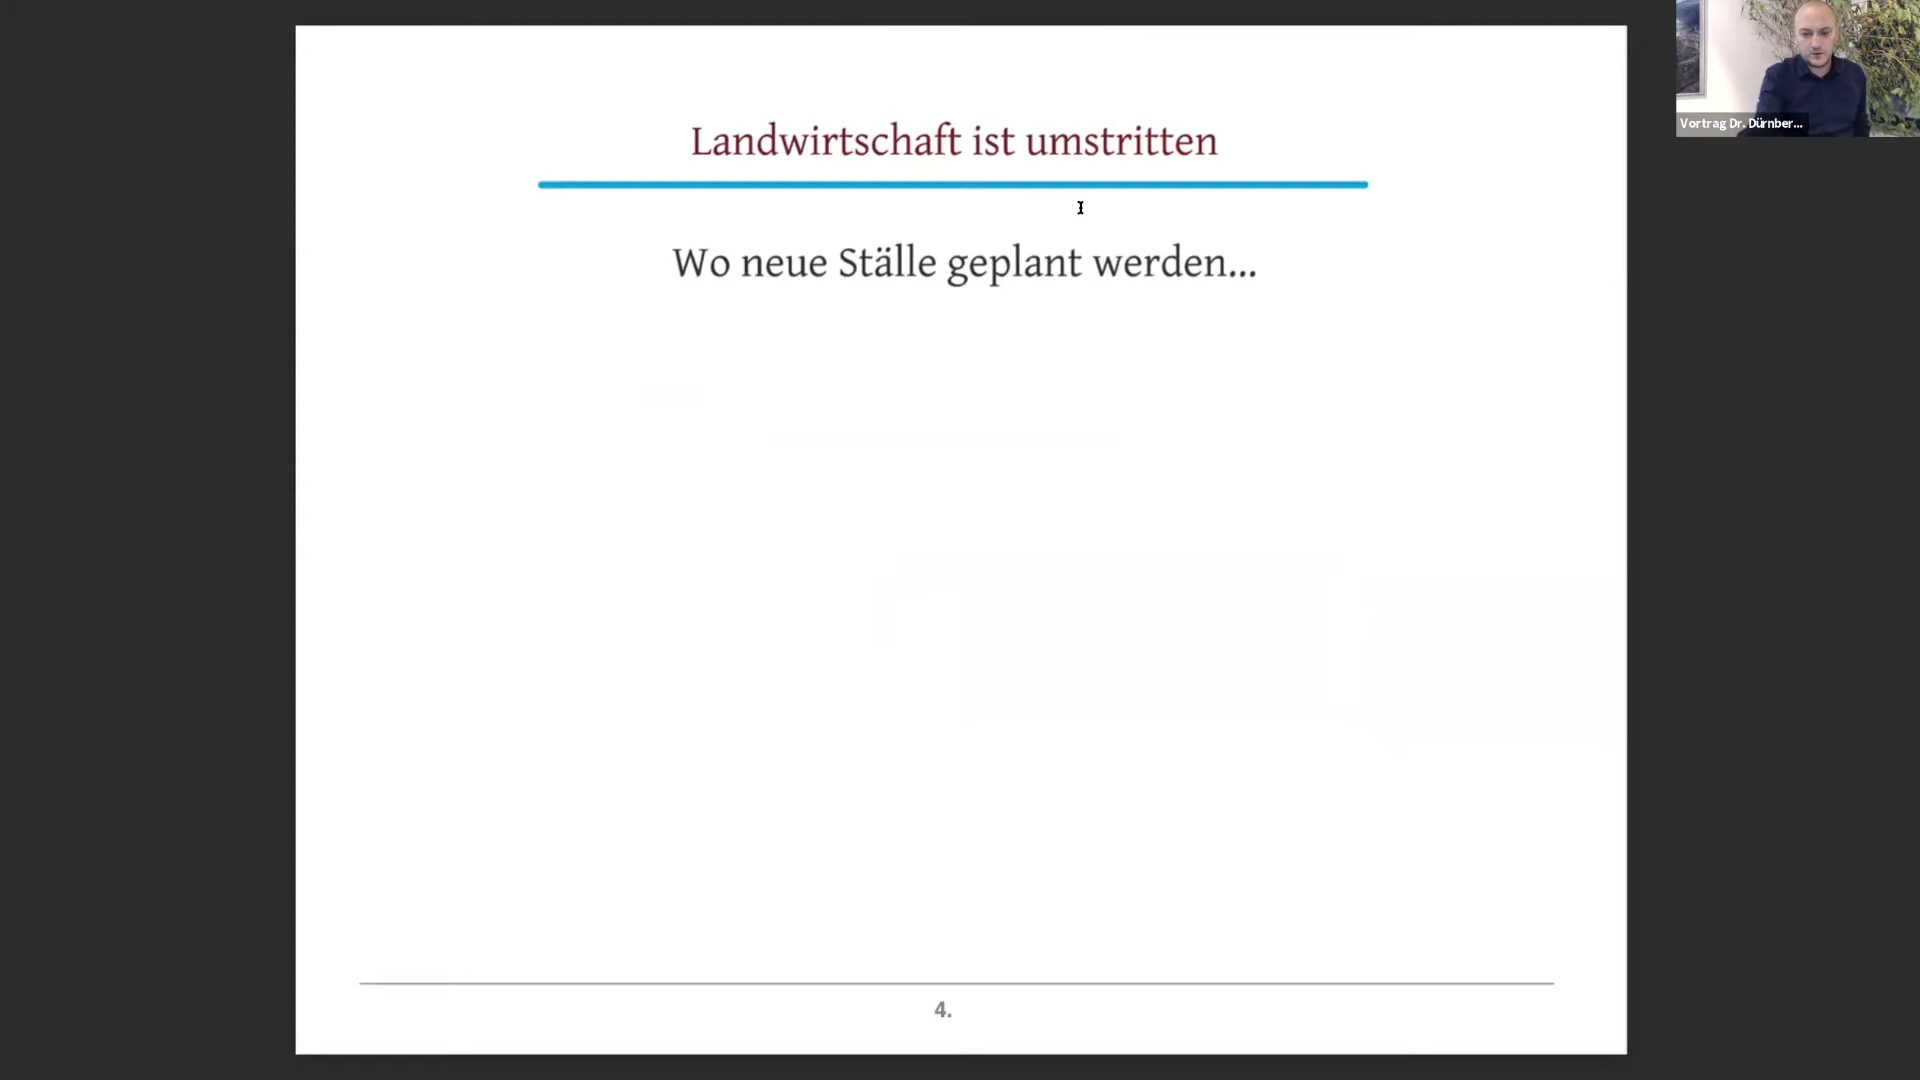 Landwirtschaft ist umstritten
Vortrag Dr. Dürnber...
Wo neue Ställe geplant werden...
4.